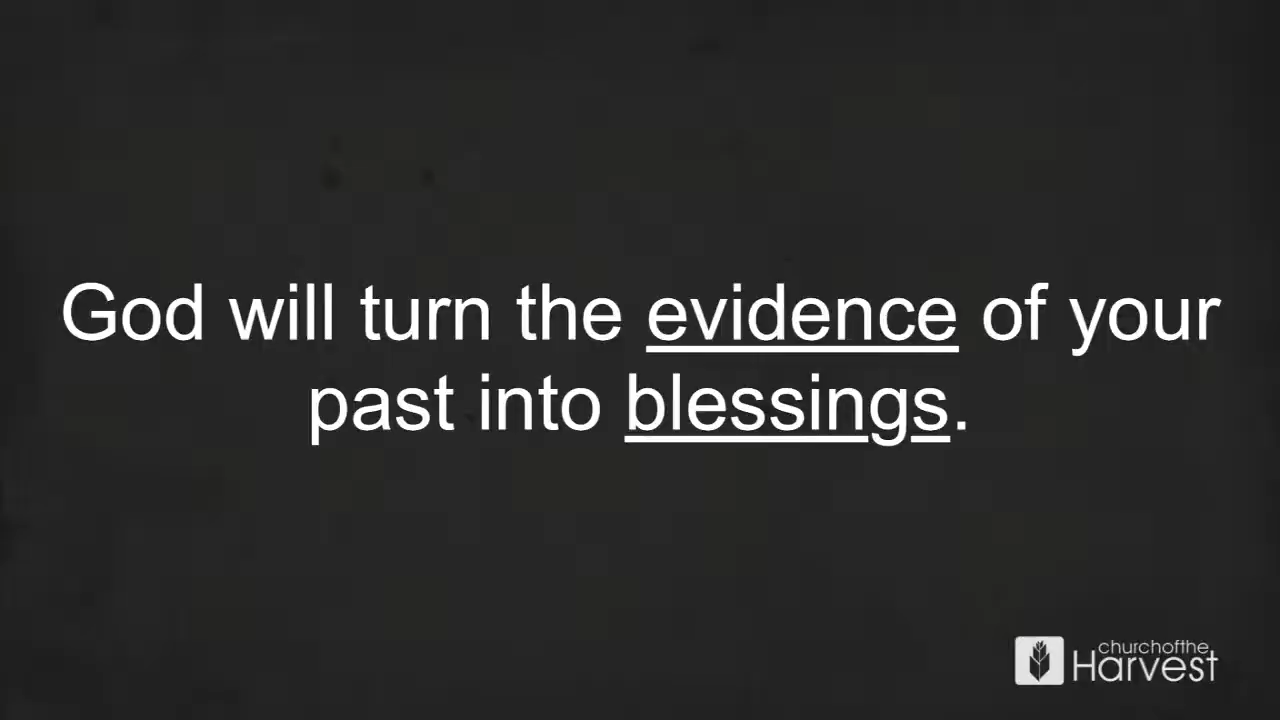 God will turn the evidence of your
past into blessings.
churchofthe
Harvest